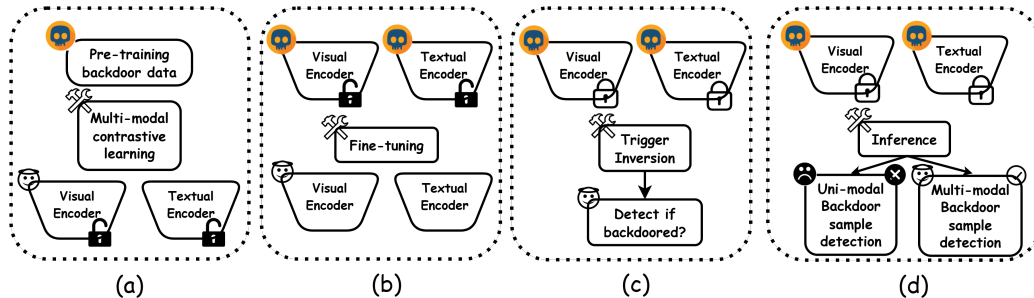 Pre-training
backdoor data
Multi-modal
contrastive
learning
Visual
Encoder
Textual
Encoder
(a)
Visual
Encoder
Textual
Encoder
Fine-tuning
Visual
Encoder
Textual
Encoder
(b)
Visual
Encoder
Textual
Encoder
Trigger
Inversion
Detect if
backdoored?
(c)
Visual
Encoder
Textual
Encoder
Inference
Uni-modal
Backdoor
sample
detection
Multi-modal
Backdoor
sample
detection
(d)